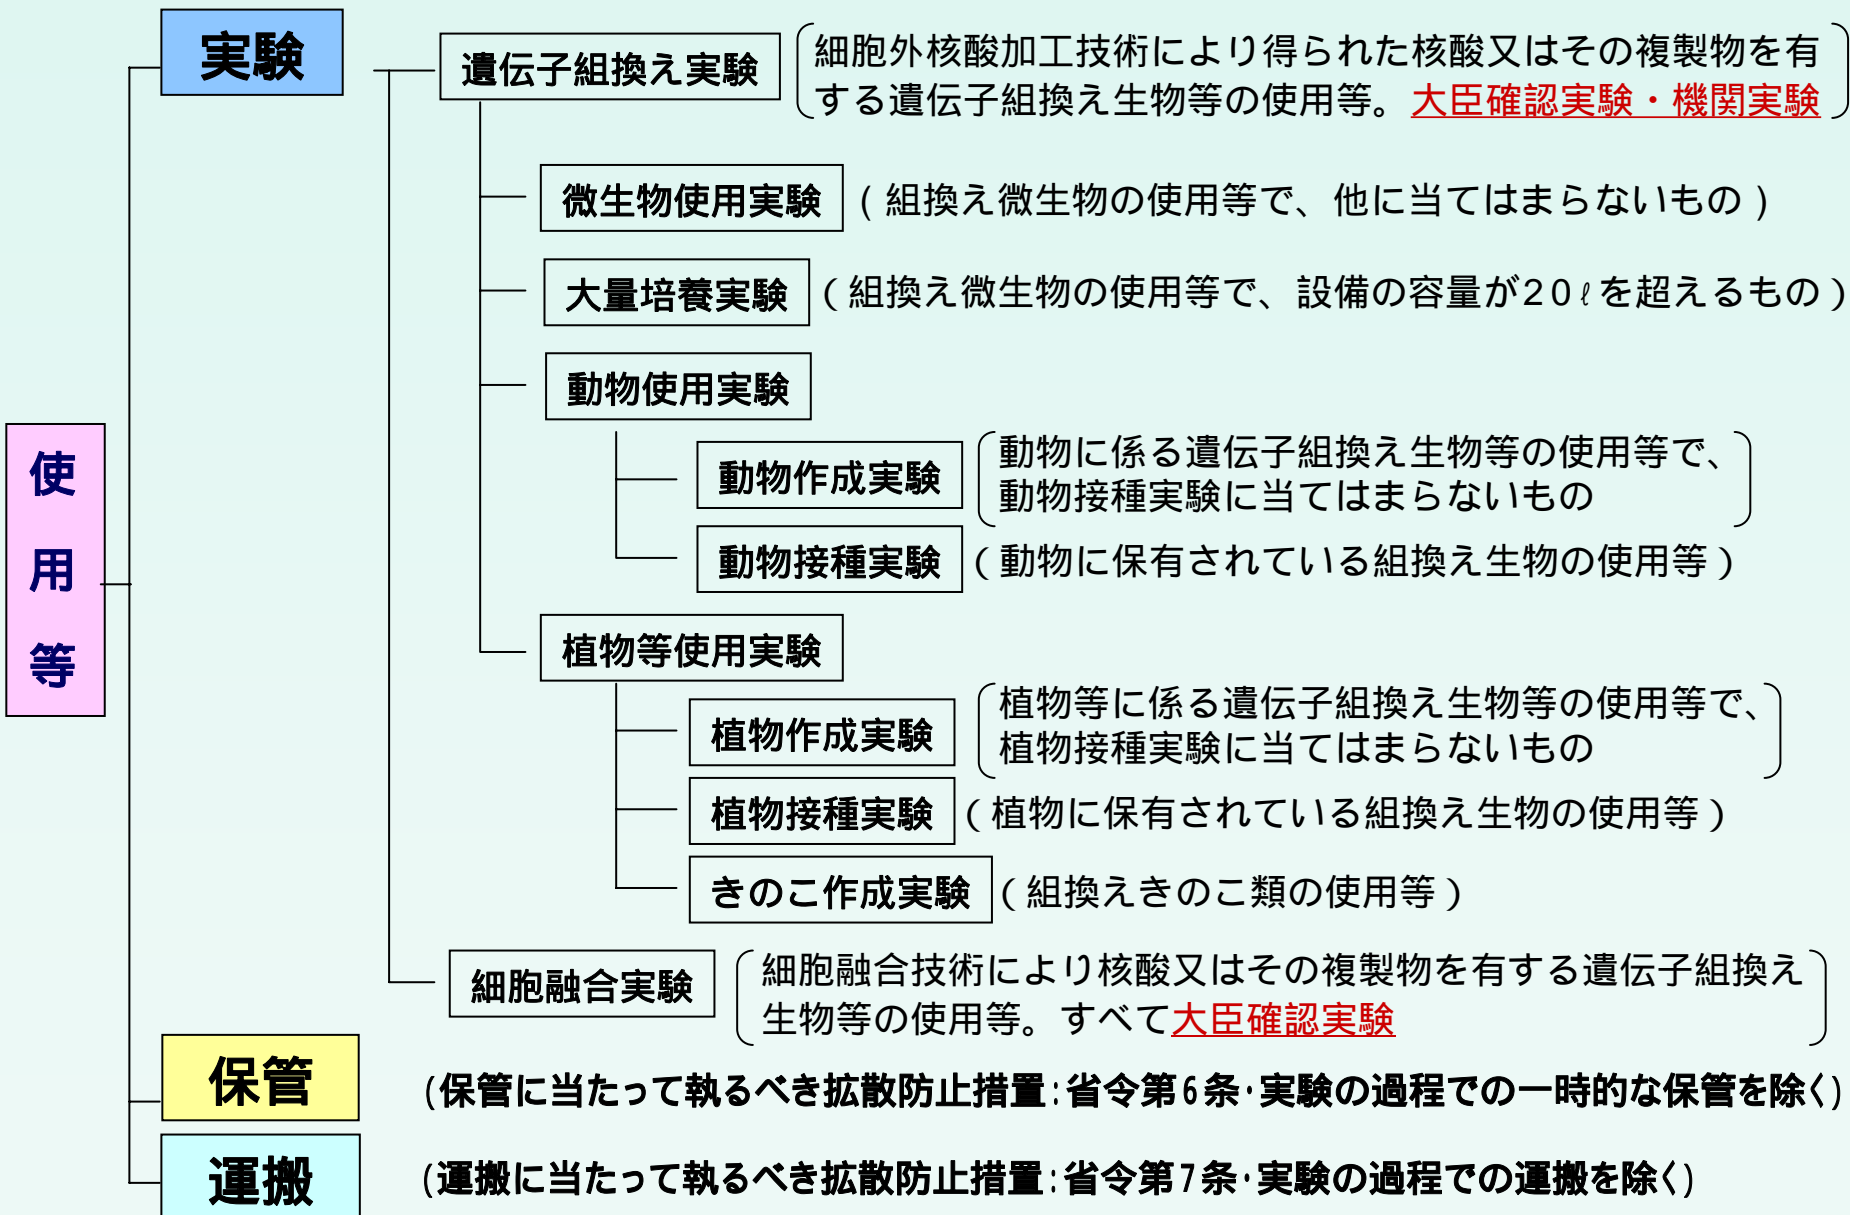 使用等
実験
遺伝子組換え実験
細胞外核酸加工技術により得られた核酸又はその複製物を有
する遺伝子組換え生物等の使用等。大臣確認実験・機関実験
微生物使用実験 (組換え微生物の使用等で、他に当てはまらないもの)
大量培養実験 (組換え微生物の使用等で、設備の容量が20ℓを超えるもの)
動物使用実験
動物作成実験
動物に係る遺伝子組換え生物等の使用等で、
動物接種実験に当てはまらないもの
動物接種実験 (動物に保有されている組換え生物の使用等)
植物等使用実験
植物作成実験
植物等に係る遺伝子組換え生物等の使用等で、
植物接種実験に当てはまらないもの
植物接種実験 (植物に保有されている組換え生物の使用等)
きのこ作成実験 (組換えきのこ類の使用等)
細胞融合実験
細胞融合技術により核酸又はその複製物を有する遺伝子組換え
生物等の使用等。すべて大臣確認実験
保管 (保管に当たって執るべき拡散防止措置:省令第6条・実験の過程での一時的な保管を除く)
運搬 (運搬に当たって執るべき拡散防止措置:省令第7条・実験の過程での運搬を除く)